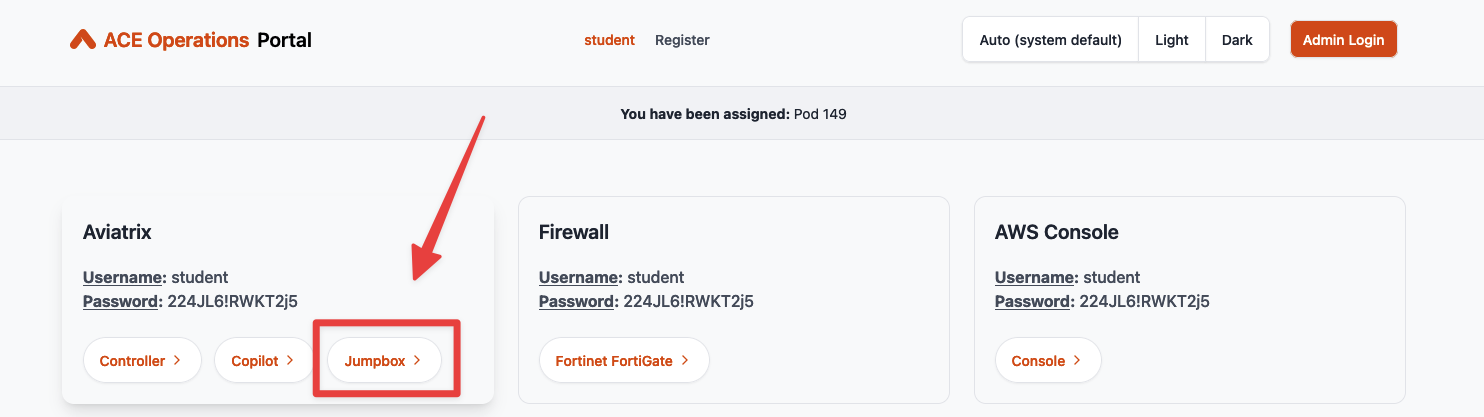 ACE Operations Portal
student
Register
Auto (system default)
Light
Dark
Admin Login
You have been assigned: Pod 149
Aviatrix
Username: student
Password: 224JL6!RWKT2j5
Controller
Copilot
Jumpbox
Firewall
Username: student
Password: 224JL6!RWKT2j5
Fortinet FortiGate
AWS Console
Username: student
Password: 224JL6!RWKT2j5
Console